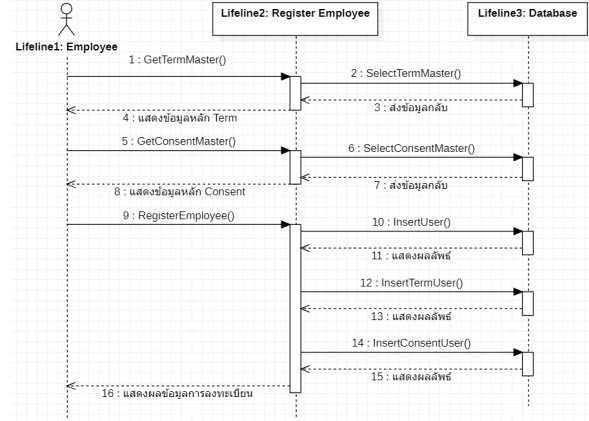 Lifeline2: Register Employee
Lifeline3: Database
Lifeline1: Employee
1 : GetTermMaster()
2 : SelectTermMaster()
3 : ส่งข้อมูลกลับ
4 : แสดงข้อมูลหลัก Term
5 : GetConsentMaster()
6 : SelectConsentMaster()
7 : ส่งข้อมูลกลับ
8 : แสดงข้อมูลหลัก Consent
9 : RegisterEmployee()
10 : InsertUser()
11 : แสดงผลลัพธ์
12 : InsertTermUser()
13 : แสดงผลลัพธ์
14 : InsertConsentUser()
15 : แสดงผลลัพธ์
16 : แสดงผลข้อมูลการลงทะเบียน